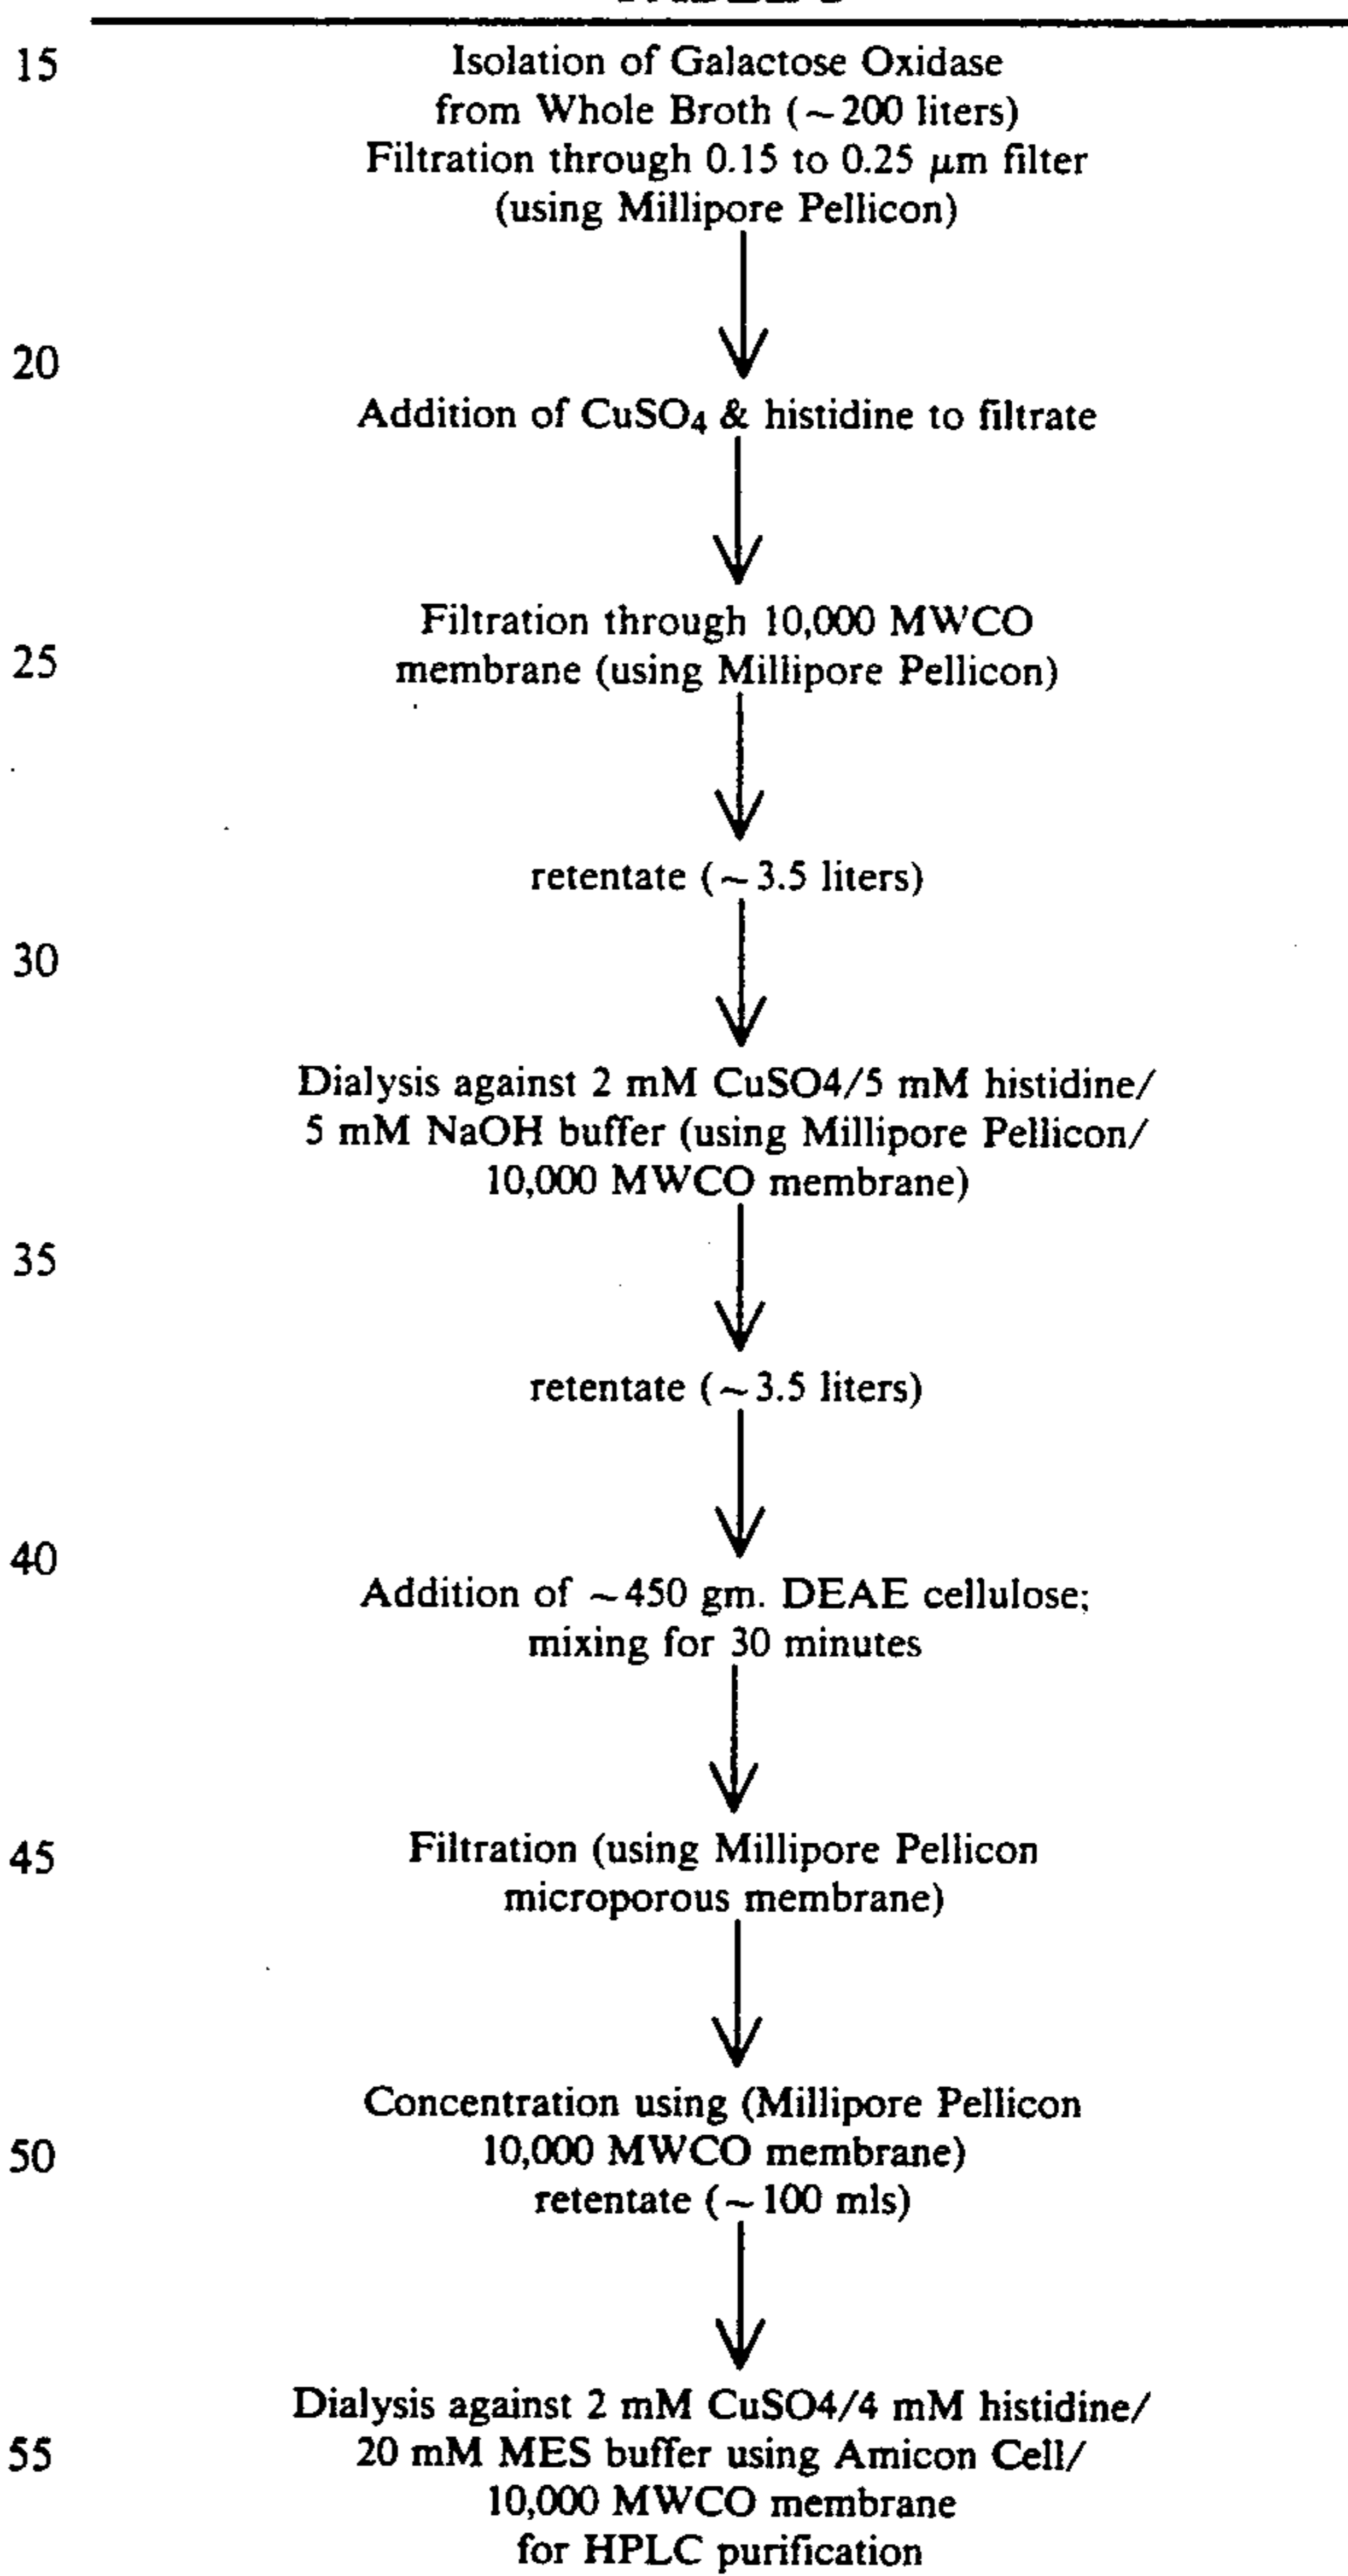 15 Isolation of Galactose Oxidase
from Whole Broth (~200 liters)
Filtration through 0.15 to 0.25 μm filter
(using Millipore Pellicon)
20
Addition of CuSO₄ & histidine to filtrate
Filtration through 10,000 MWCO
25 membrane (using Millipore Pellicon)
retentate (~3.5 liters)
30
Dialysis against 2 mM CuSO4/5 mM histidine/
5 mM NaOH buffer (using Millipore Pellicon/
10,000 MWCO membrane)
35
retentate (~3.5 liters)
40
Addition of ~450 gm. DEAE cellulose;
mixing for 30 minutes
45 Filtration (using Millipore Pellicon
microporous membrane)
Concentration using (Millipore Pellicon
50 10,000 MWCO membrane)
retentate (~100 mls)
Dialysis against 2 mM CuSO4/4 mM histidine/
55 20 mM MES buffer using Amicon Cell/
10,000 MWCO membrane
for HPLC purification